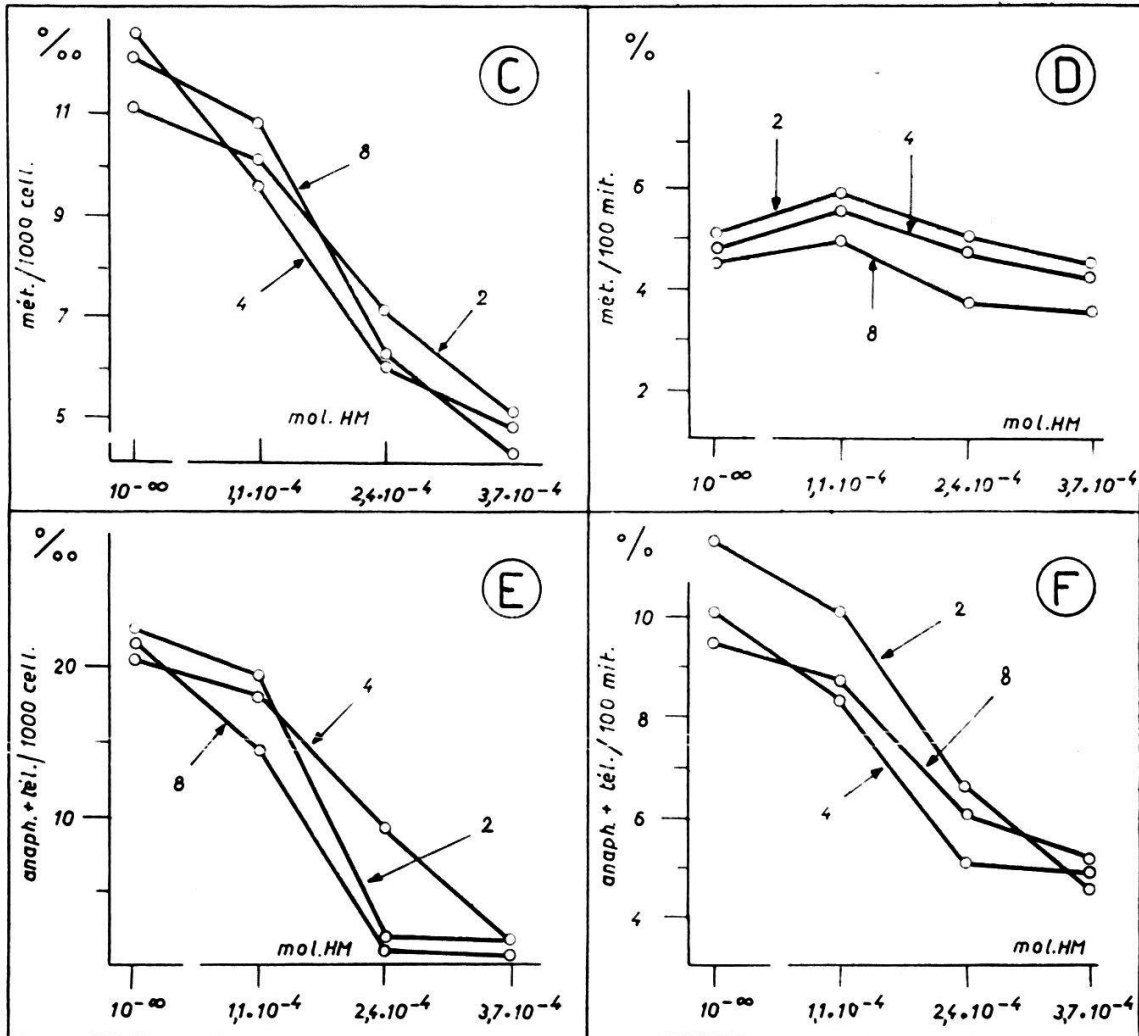 °/oo
C
11
9
7
5
mét./1000 cell.
8
4
2
mol. HM
10-∞ 1,1.10-4 2,4.10-4 3,7.10-4
%
D
6
4
2
mét./100 mit.
2
4
8
mol.HM
10-∞ 1,1.10-4 2,4.10-4 3,7.10-4
°/oo
E
20
10
anaph.+tél./1000 cell.
4
8
2
mol.HM
10-∞ 1,1.10-4 2,4.10-4 3,7.10-4
%
F
10
8
6
4
anaph.+ tél./100 mit.
2
8
4
mol.HM
10-∞ 1,1.10-4 2,4.10-4 3,7.10-4